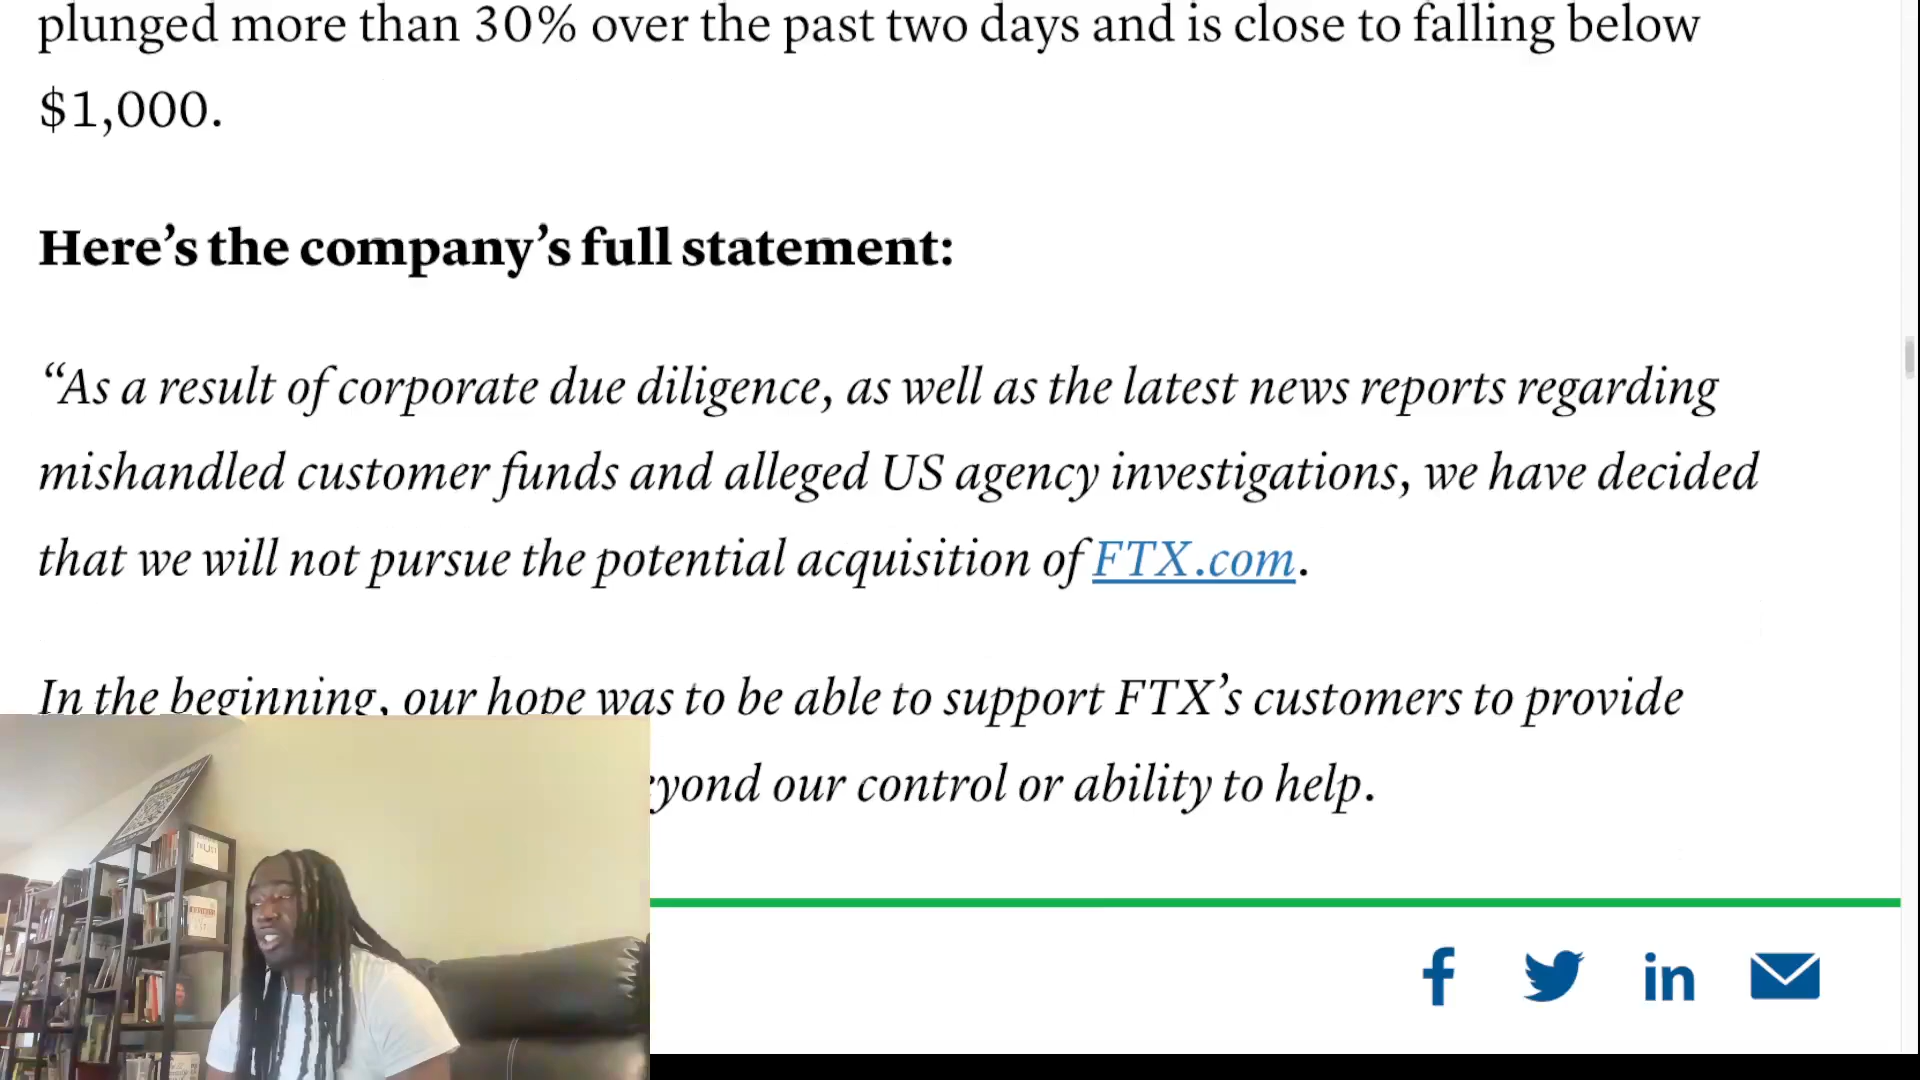 plunged more than 30% over the past two days and is close to falling below
$1,000.
Here’s the company’s full statement:
“As a result of corporate due diligence, as well as the latest news reports regarding
mishandled customer funds and alleged US agency investigations, we have decided
that we will not pursue the potential acquisition of FTX.com.
In the beginning, our hope was to be able to support FTX’s customers to provide
our control or ability to help.